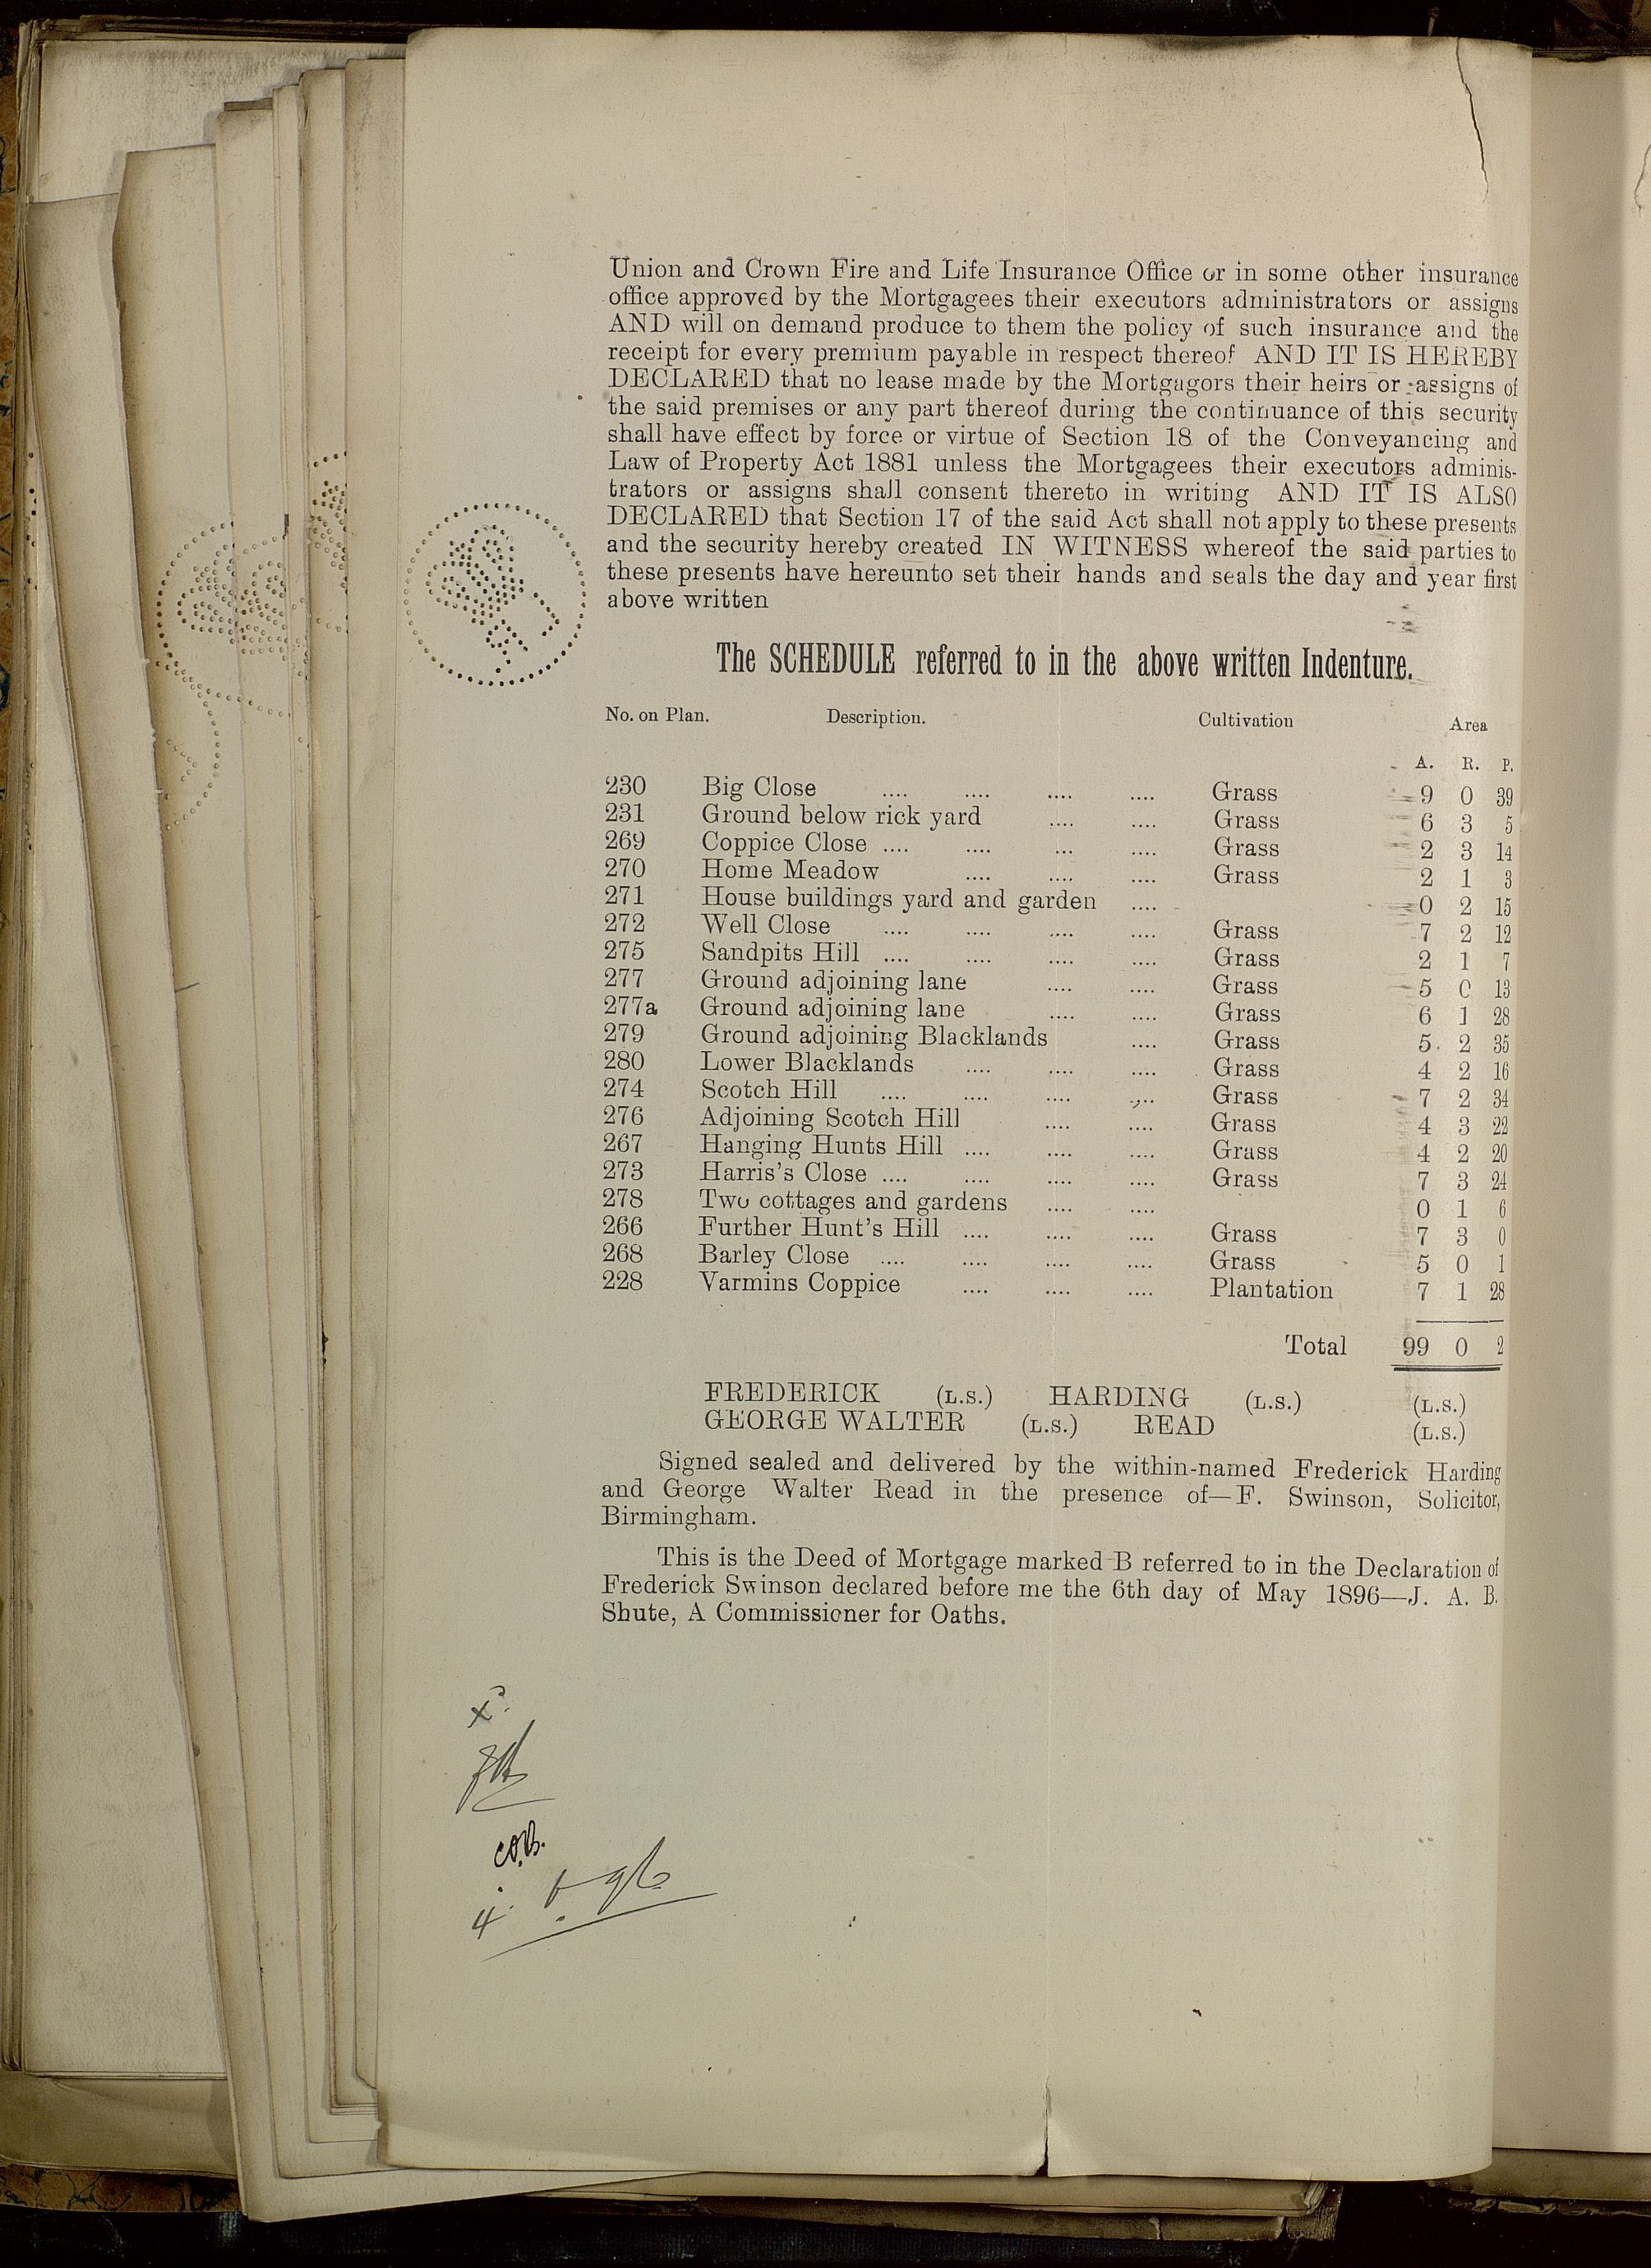 Union and Crown Fire and Life Insurance Office or in some other insurance
office approved by the Mortgagees their executors administrators or assigns
AND will on demand produce to them the policy of such insurance and the
receipt for every premium payable in respect thereof AND IT IS HEREBY
DECLARED that no lease made by the Mortgagors their heirs or assigns of
the said premises or any part thereof during the continuance of this security
shall have effect by force or virtue of Section 18 of the Conveyancing and
Law of Property Act 1881 unless the Mortgagees their executors adminis-
trators or assigns shall consent thereto in writing AND IT IS ALSO
DECLARED that Section 17 of the said Act shall not apply to these presents
and the security hereby created IN WITNESS whereof the said parties to
these presents have hereunto set their hands and seals the day and year first
above written
The SCHEDULE referred to in the above written Indenture.
No. on Plan. Description. Cultivation Area
A. R. P.
230 Big Close .... .... .... .... Grass 9 0 39
231 Ground below rick yard .... .... Grass 6 3 5
269 Coppice Close .... .... ... .... Grass 2 3 14
270 Home Meadow .... .... .... Grass 2 1 3
271 House buildings yard and garden .... 0 2 15
272 Well Close .... .... .... .... Grass 7 2 12
275 Sandpits Hill .... .... .... .... Grass 2 1 7
277 Ground adjoining lane .... .... Grass 5 0 13
277a Ground adjoining lane .... .... Grass 6 1 28
279 Ground adjoining Blacklands .... Grass 5 2 35
280 Lower Blacklands .... .... .... Grass 4 2 16
274 Scotch Hill .... .... .... .... Grass 7 2 34
276 Adjoining Scotch Hill .... .... Grass 4 3 22
267 Hanging Hunts Hill .... .... .... Grass 4 2 20
273 Harris's Close .... .... .... .... Grass 7 3 24
278 Two cottages and gardens .... .... 0 1 6
266 Further Hunt's Hill .... .... .... Grass 7 3 0
268 Barley Close .... .... .... .... Grass 5 0 1
228 Varmins Coppice .... .... .... Plantation 7 1 28
Total 99 0 2
FREDERICK (L.S.) HARDING (L.S.) (L.S.)
GEORGE WALTER (L.S.) READ (L.S.)
Signed sealed and delivered by the within-named Frederick Harding
and George Walter Read in the presence of—F. Swinson, Solicitor,
Birmingham.
This is the Deed of Mortgage marked B referred to in the Declaration of
Frederick Swinson declared before me the 6th day of May 1896—J. A. B.
Shute, A Commissioner for Oaths.